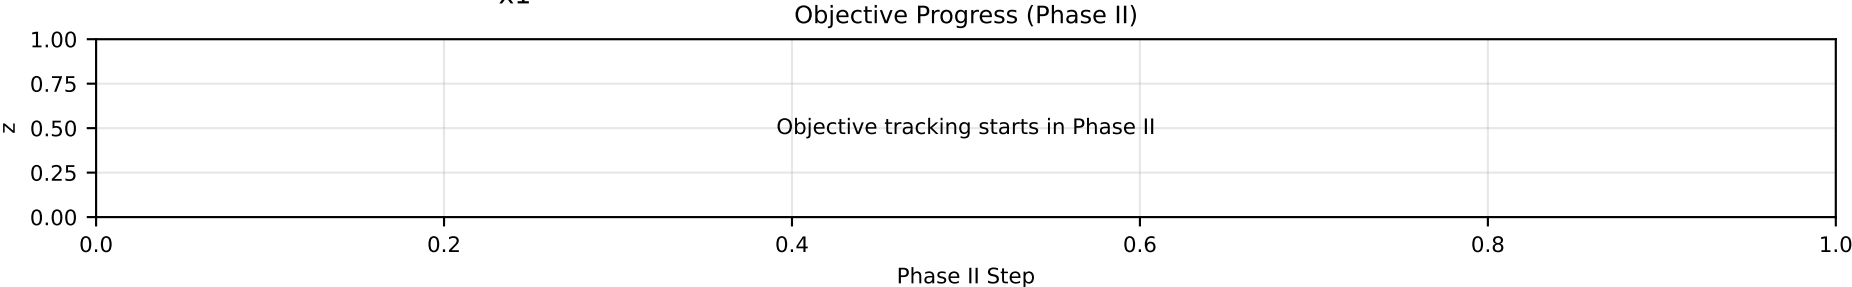 x1
Objective Progress (Phase II)
1.00
0.75
0.50
0.25
0.00
z
Objective tracking starts in Phase II
0.0 0.2 0.4 0.6 0.8 1.0
Phase II Step